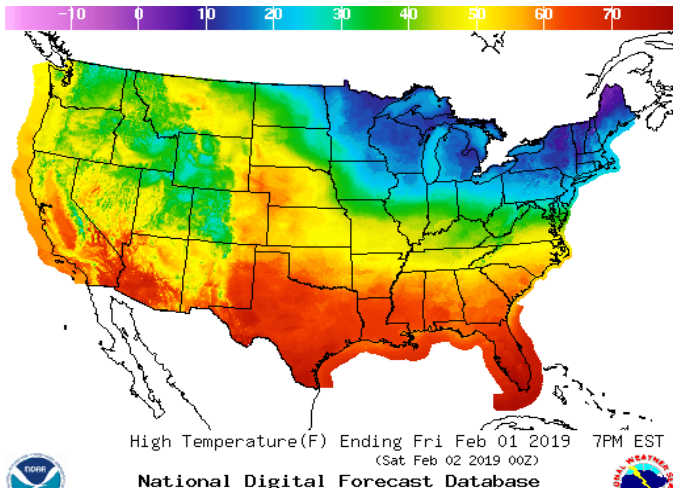 -10 0 10 20 30 40 50 60 70
High Temperature(F) Ending Fri Feb 01 2019 7PM EST
(Sat Feb 02 2019 00Z)
National Digital Forecast Database
noaa